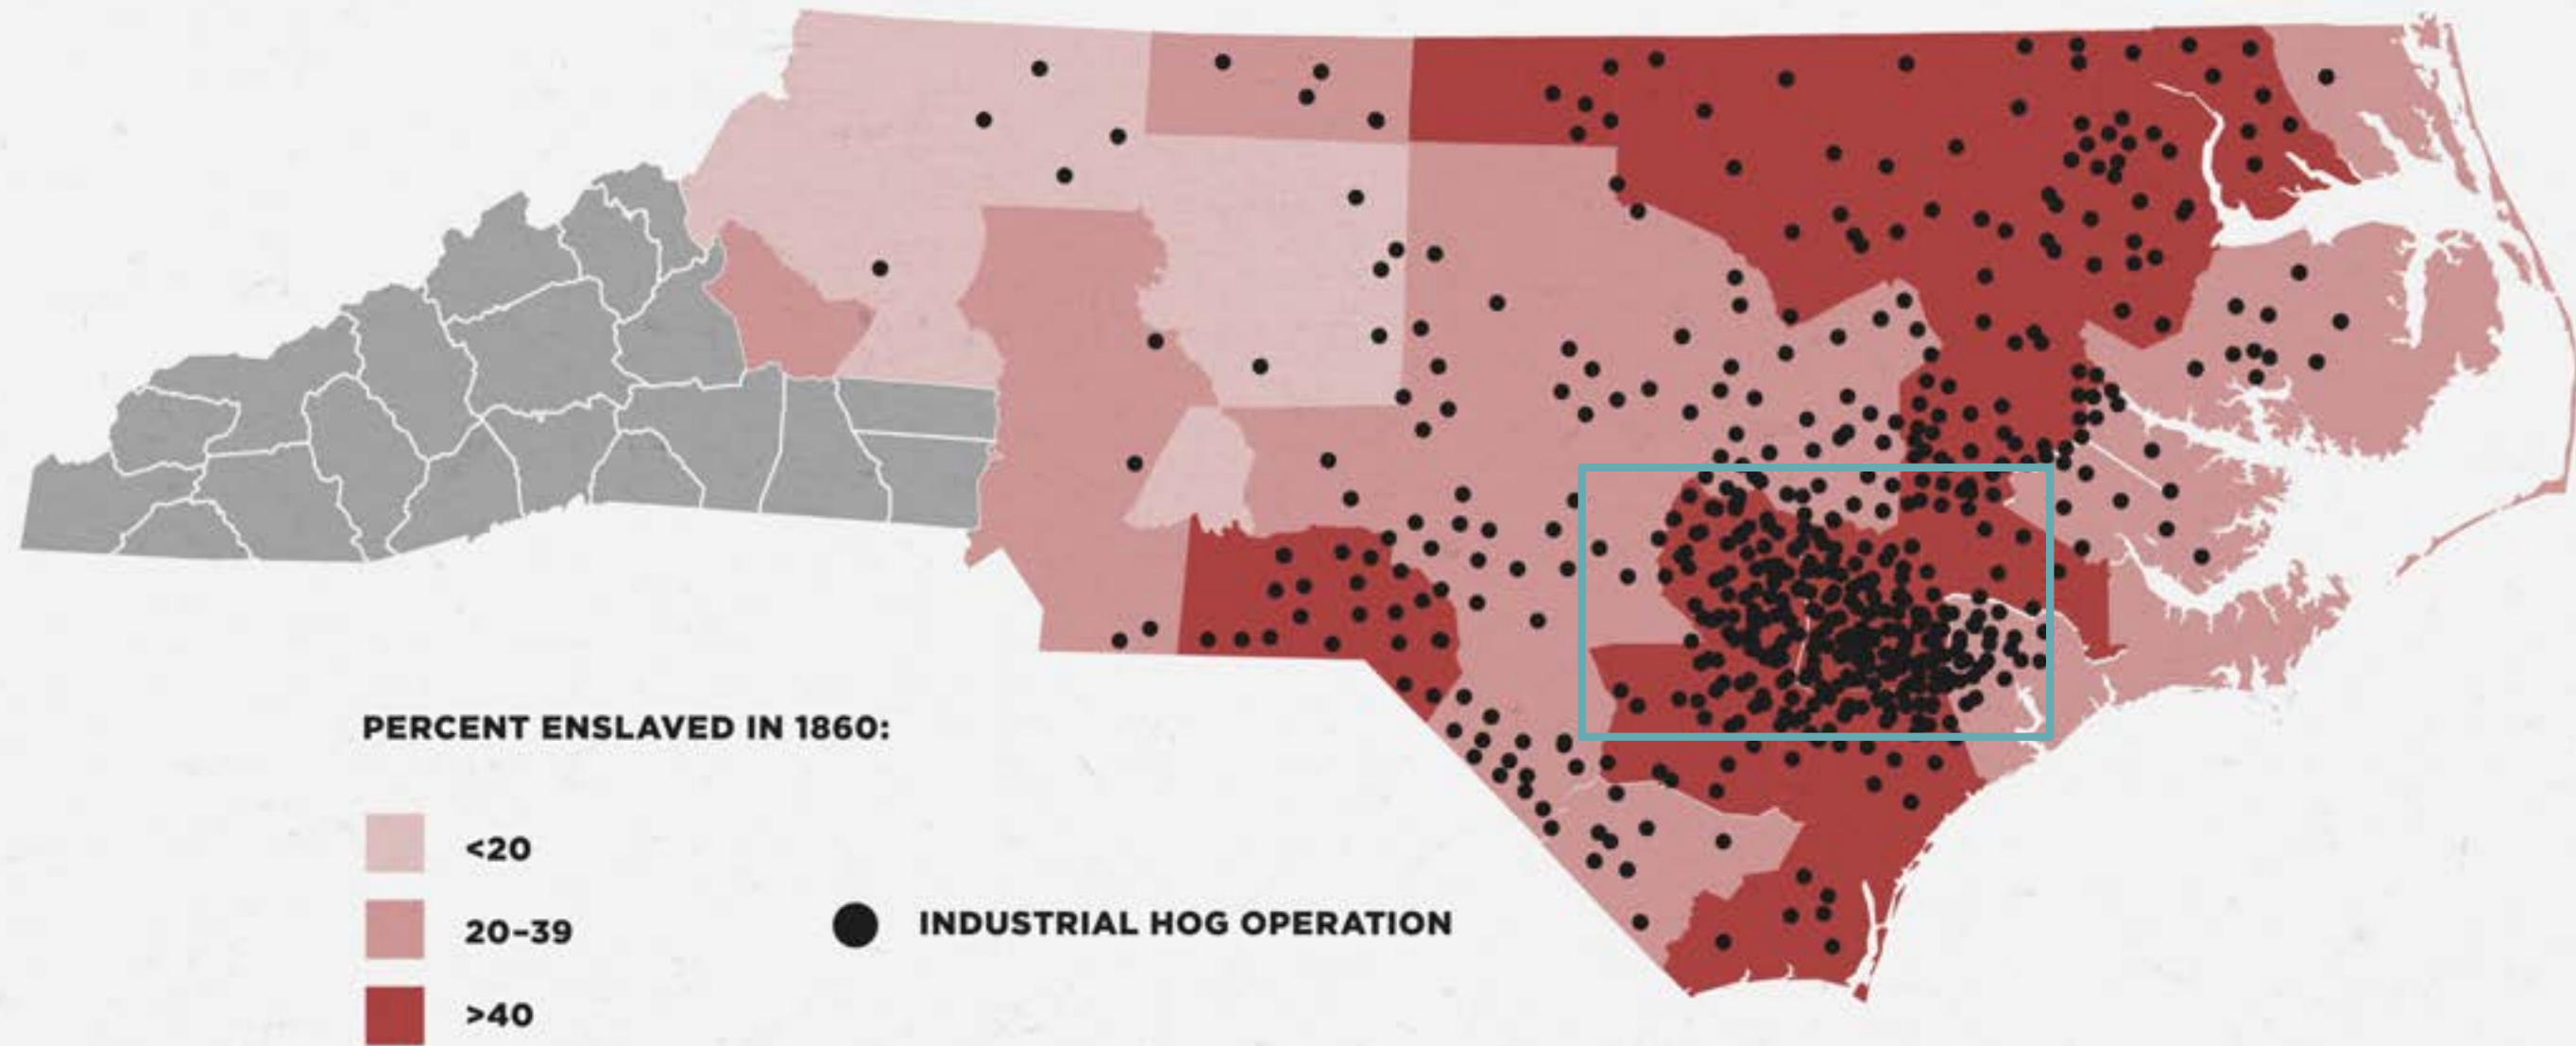 PERCENT ENSLAVED IN 1860:
<20
20-39
>40
INDUSTRIAL HOG OPERATION